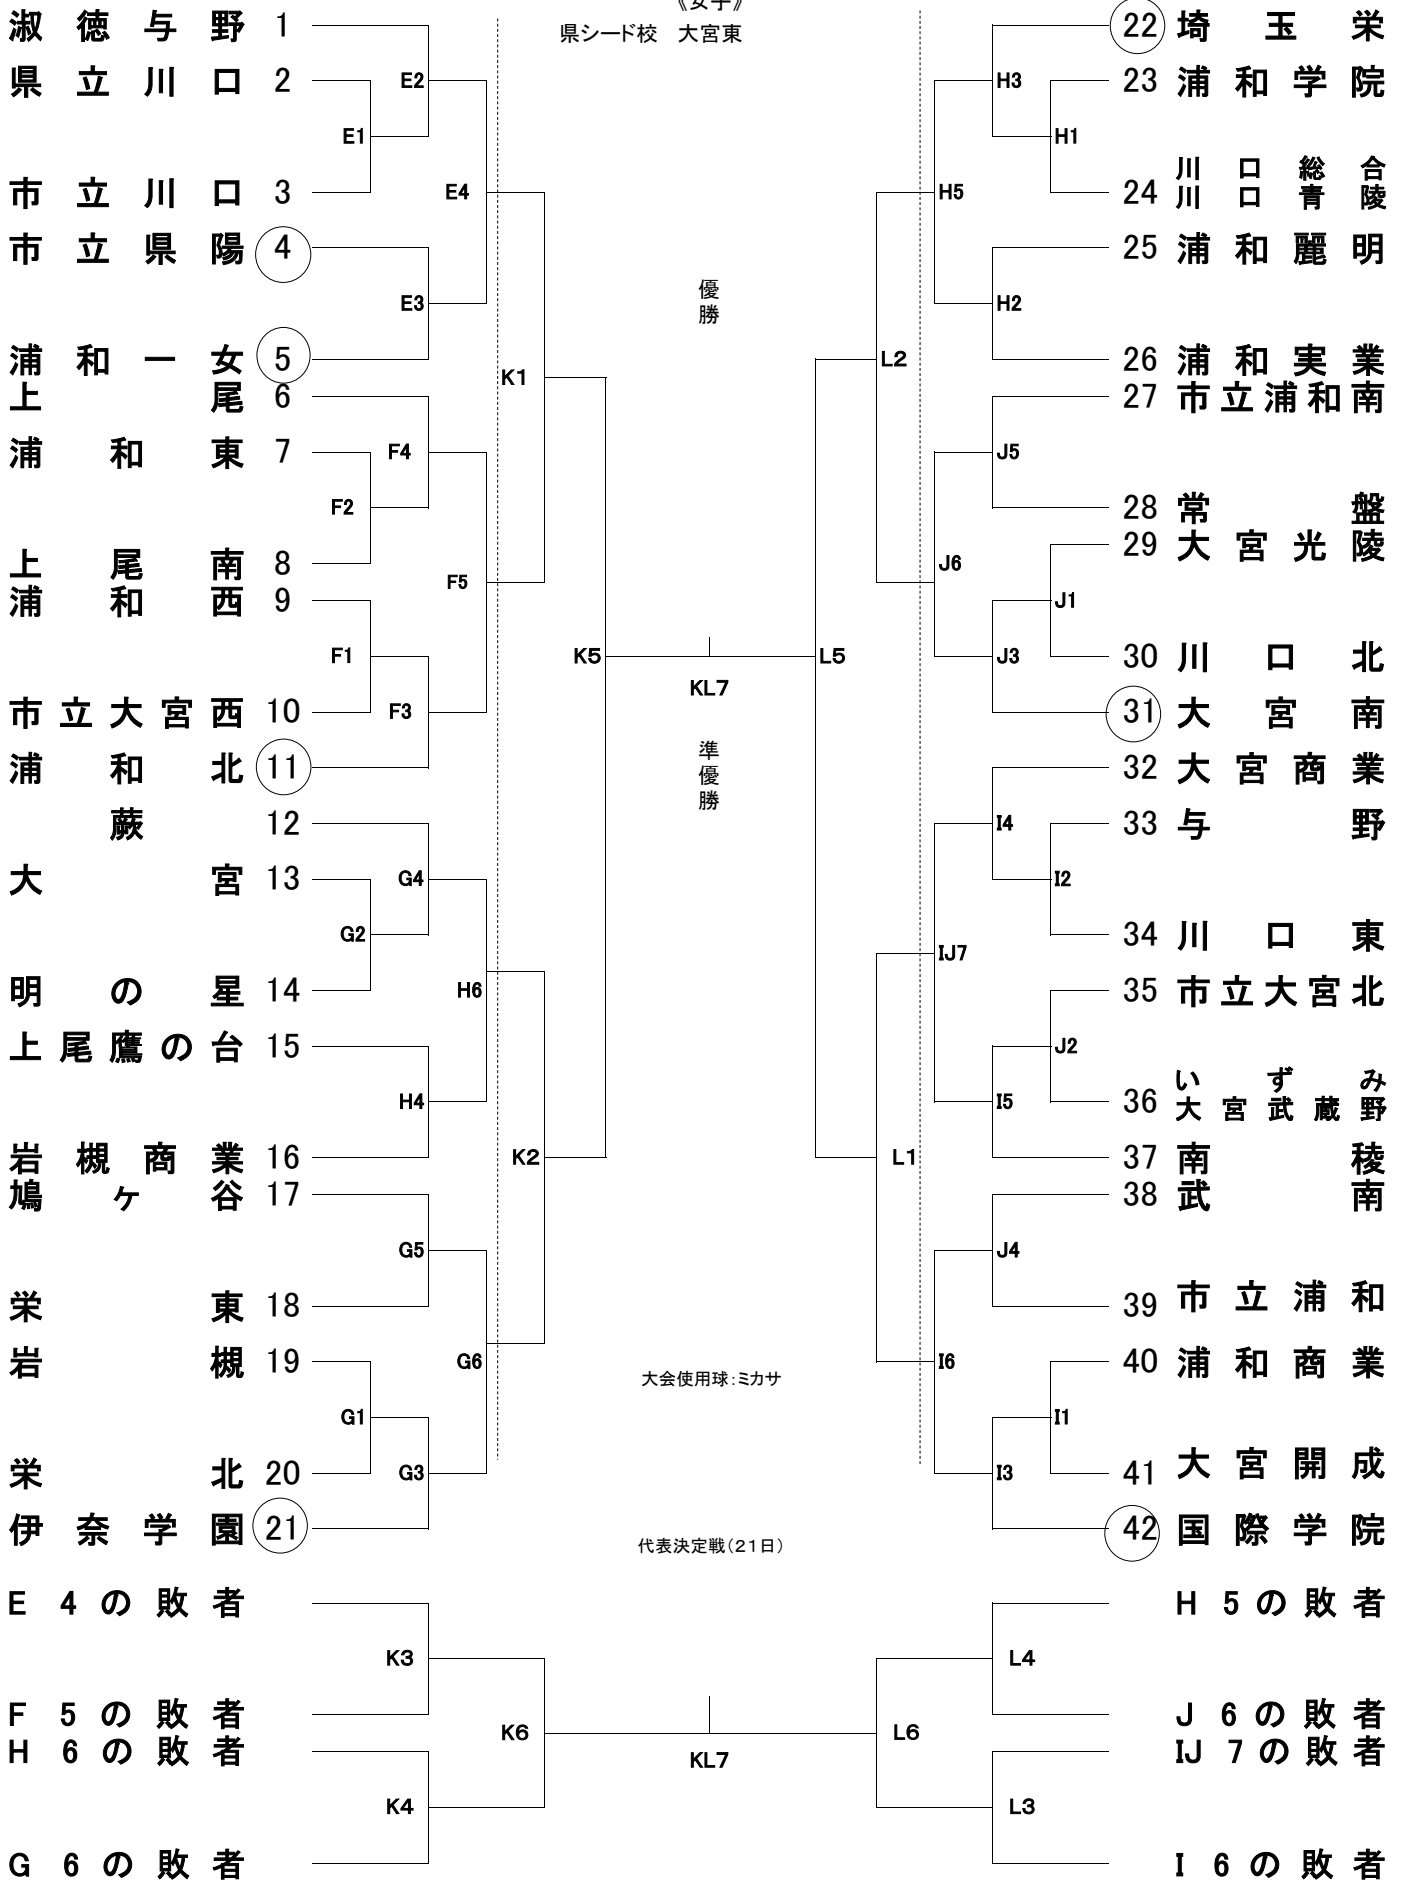 《女子》
県シード校 大宮東
淑徳与野 1
県立川口 2
市立川口 3
市立県陽 4
浦和一女 5
上尾 6
浦和東 7
上尾南 8
浦和西 9
市立大宮西 10
浦和北 11
蕨 12
大宮 13
明の星 14
上尾鷹の台 15
岩槻商業 16
鳩ヶ谷 17
栄東 18
岩槻 19
栄北 20
伊奈学園 21
E1
E2
E3
E4
F1
F2
F3
F4
F5
G1
G2
G3
G4
G5
G6
H4
H6
K1
K2
K5
優勝
KL7
準優勝
大会使用球:ミカサ
L5
L2
L1
H3
H1
H5
H2
J5
J6
J1
J3
I4
I2
IJ7
J2
I5
J4
I6
I1
I3
22 埼玉栄
23 浦和学院
24 川口総合
川口青陵
25 浦和麗明
26 浦和実業
27 市立浦和南
28 常盤
29 大宮光陵
30 川口北
31 大宮南
32 大宮商業
33 与野
34 川口東
35 市立大宮北
36 いずみ
大宮武蔵野
37 南稜
38 武南
39 市立浦和
40 浦和商業
41 大宮開成
42 国際学院
代表決定戦(21日)
E4の敗者
F5の敗者
H6の敗者
G6の敗者
K3
K4
K6
KL7
L6
L4
L3
H5の敗者
J6の敗者
IJ7の敗者
I6の敗者